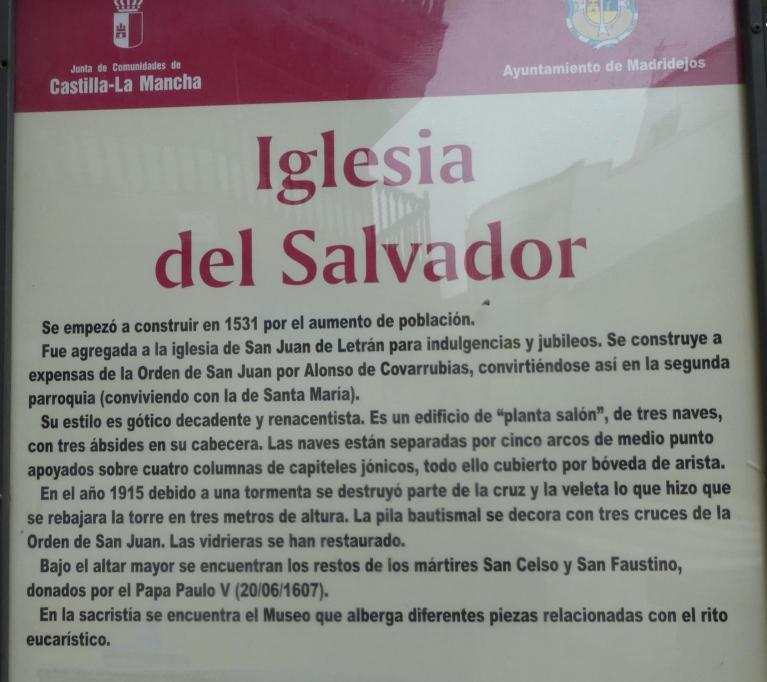 Junta de Comunidades de
Castilla-La Mancha
Ayuntamiento de Madridejos
Iglesia
del Salvador
Se empezó a construir en 1531 por el aumento de población.
Fue agregada a la iglesia de San Juan de Letrán para indulgencias y jubileos. Se construye a
expensas de la Orden de San Juan por Alonso de Covarrubias, convirtiéndose así en la segunda
parroquia (conviviendo con la de Santa María).
Su estilo es gótico decadente y renacentista. Es un edificio de “planta salón”, de tres naves,
con tres ábsides en su cabecera. Las naves están separadas por cinco arcos de medio punto
apoyados sobre cuatro columnas de capiteles jónicos, todo ello cubierto por bóveda de arista.
En el año 1915 debido a una tormenta se destruyó parte de la cruz y la veleta lo que hizo que
se rebajara la torre en tres metros de altura. La pila bautismal se decora con tres cruces de la
Orden de San Juan. Las vidrieras se han restaurado.
Bajo el altar mayor se encuentran los restos de los mártires San Celso y San Faustino,
donados por el Papa Paulo V (20/06/1607).
En la sacristía se encuentra el Museo que alberga diferentes piezas relacionadas con el rito
eucarístico.